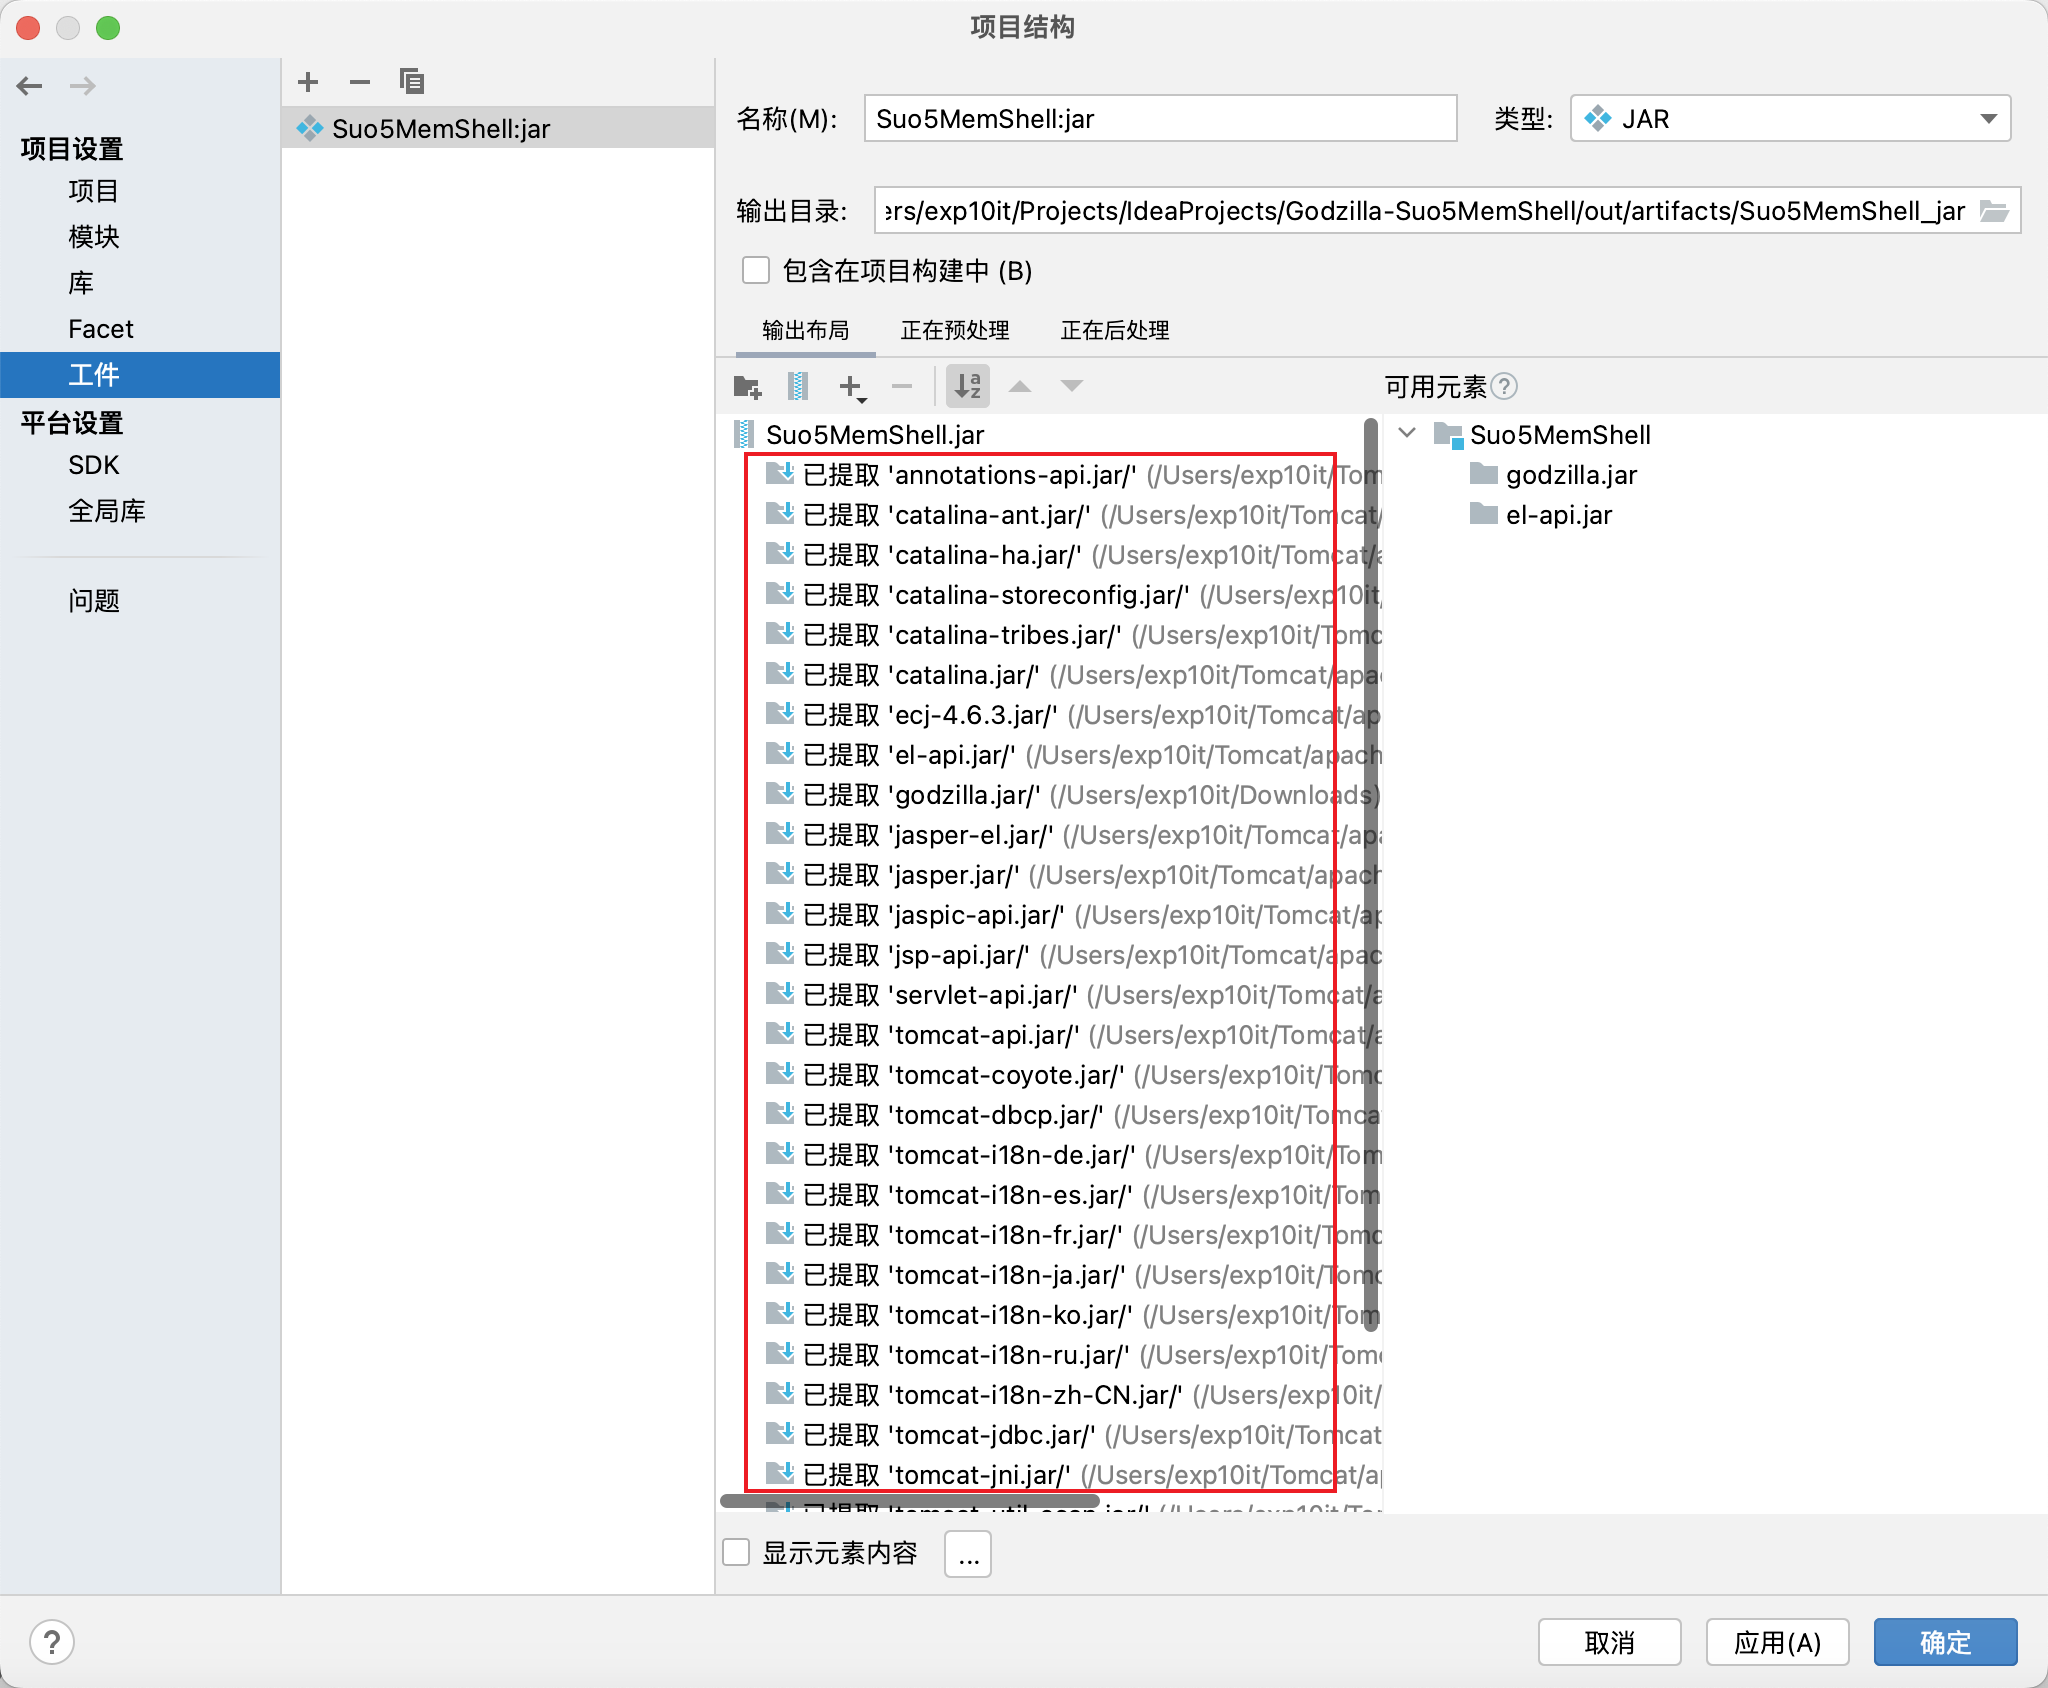 项目结构
项目设置
项目
模块
库
Facet
工件
平台设置
SDK
全局库
问题
Suo5MemShell:jar
名称(M): Suo5MemShell:jar 类型: JAR
输出目录: ers/exp10it/Projects/IdeaProjects/Godzilla-Suo5MemShell/out/artifacts/Suo5MemShell_jar
包含在项目构建中 (B)
输出布局 正在预处理 正在后处理
可用元素
Suo5MemShell.jar
已提取 'annotations-api.jar/' (/Users/exp10it/Tom
已提取 'catalina-ant.jar/' (/Users/exp10it/Tomcat/
已提取 'catalina-ha.jar/' (/Users/exp10it/Tomcat/a
已提取 'catalina-storeconfig.jar/' (/Users/exp10it/
已提取 'catalina-tribes.jar/' (/Users/exp10it/Tomc
已提取 'catalina.jar/' (/Users/exp10it/Tomcat/apa
已提取 'ecj-4.6.3.jar/' (/Users/exp10it/Tomcat/ap
已提取 'el-api.jar/' (/Users/exp10it/Tomcat/apach
已提取 'godzilla.jar/' (/Users/exp10it/Downloads)
已提取 'jasper-el.jar/' (/Users/exp10it/Tomcat/apa
已提取 'jasper.jar/' (/Users/exp10it/Tomcat/apach
已提取 'jaspic-api.jar/' (/Users/exp10it/Tomcat/ap
已提取 'jsp-api.jar/' (/Users/exp10it/Tomcat/apac
已提取 'servlet-api.jar/' (/Users/exp10it/Tomcat/a
已提取 'tomcat-api.jar/' (/Users/exp10it/Tomcat/a
已提取 'tomcat-coyote.jar/' (/Users/exp10it/Tomc
已提取 'tomcat-dbcp.jar/' (/Users/exp10it/Tomca
已提取 'tomcat-i18n-de.jar/' (/Users/exp10it/Tom
已提取 'tomcat-i18n-es.jar/' (/Users/exp10it/Tom
已提取 'tomcat-i18n-fr.jar/' (/Users/exp10it/Tomc
已提取 'tomcat-i18n-ja.jar/' (/Users/exp10it/Tomc
已提取 'tomcat-i18n-ko.jar/' (/Users/exp10it/Tom
已提取 'tomcat-i18n-ru.jar/' (/Users/exp10it/Tomc
已提取 'tomcat-i18n-zh-CN.jar/' (/Users/exp10it/
已提取 'tomcat-jdbc.jar/' (/Users/exp10it/Tomcat
已提取 'tomcat-jni.jar/' (/Users/exp10it/Tomcat/a
Suo5MemShell
godzilla.jar
el-api.jar
显示元素内容 ...
取消 应用(A) 确定